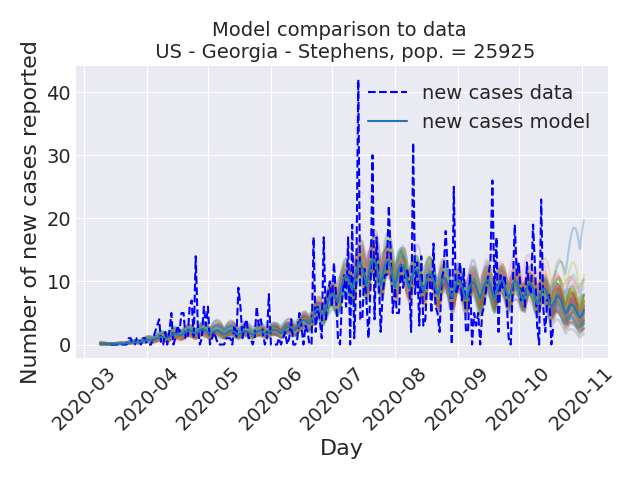 Model comparison to data
US - Georgia - Stephens, pop. = 25925
Number of new cases reported
40
30
20
10
0
new cases data
new cases model
2020-03
2020-04
2020-05
2020-06
2020-07
2020-08
2020-09
2020-10
2020-11
Day